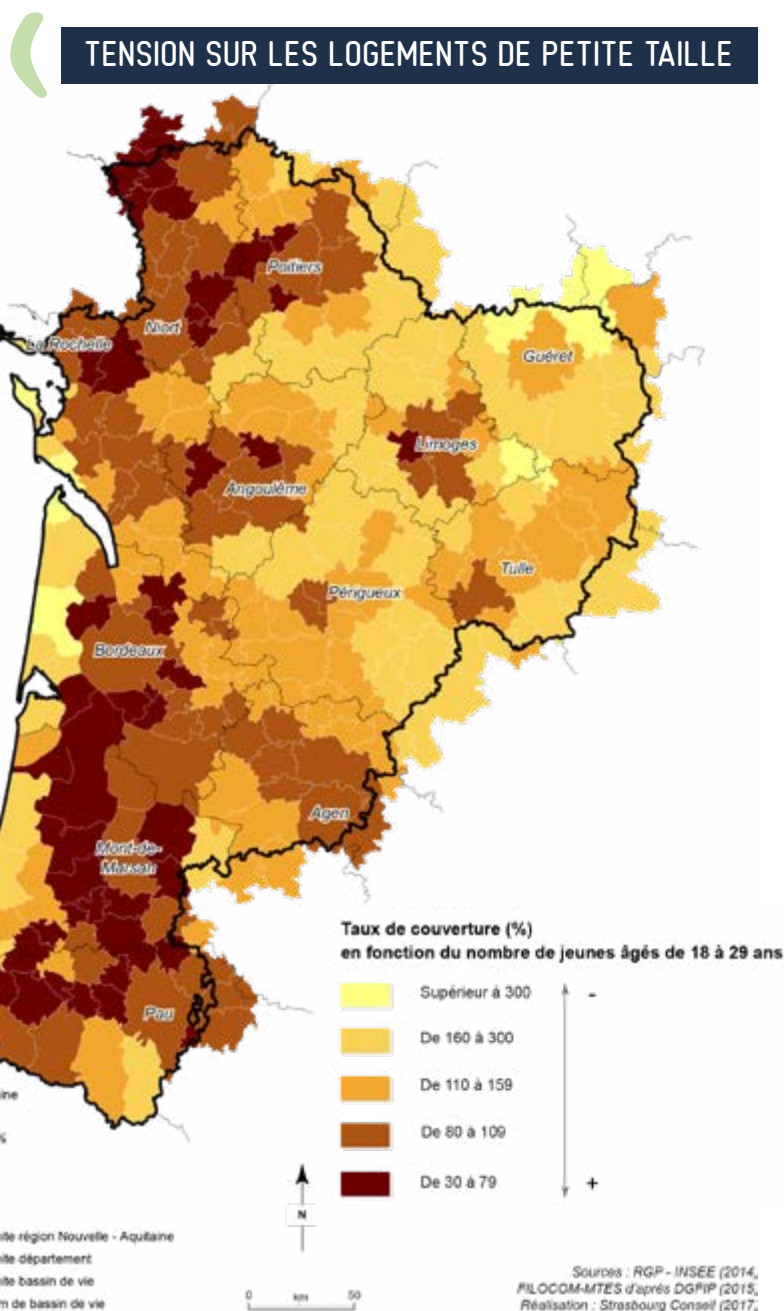 TENSION SUR LES LOGEMENTS DE PETITE TAILLE
Poitiers
Niort
La Rochelle
Guéret
Limoges
Angoulême
Tulle
Périgueux
Bordeaux
Agen
Mont-de-
Marsan
Pau
Taux de couverture (%)
en fonction du nombre de jeunes âgés de 18 à 29 ans
Supérieur à 300 -
De 160 à 300
De 110 à 159
De 80 à 109
De 30 à 79 +
ine
%
N
ite région Nouvelle - Aquitaine
ite département
ite bassin de vie
m de bassin de vie
0 km 50
Sources : RGP - INSEE (2014,
FILOCOM-MTES d'après DGFIP (2015,
Réalisation : Strasbourg Conseil (2017,